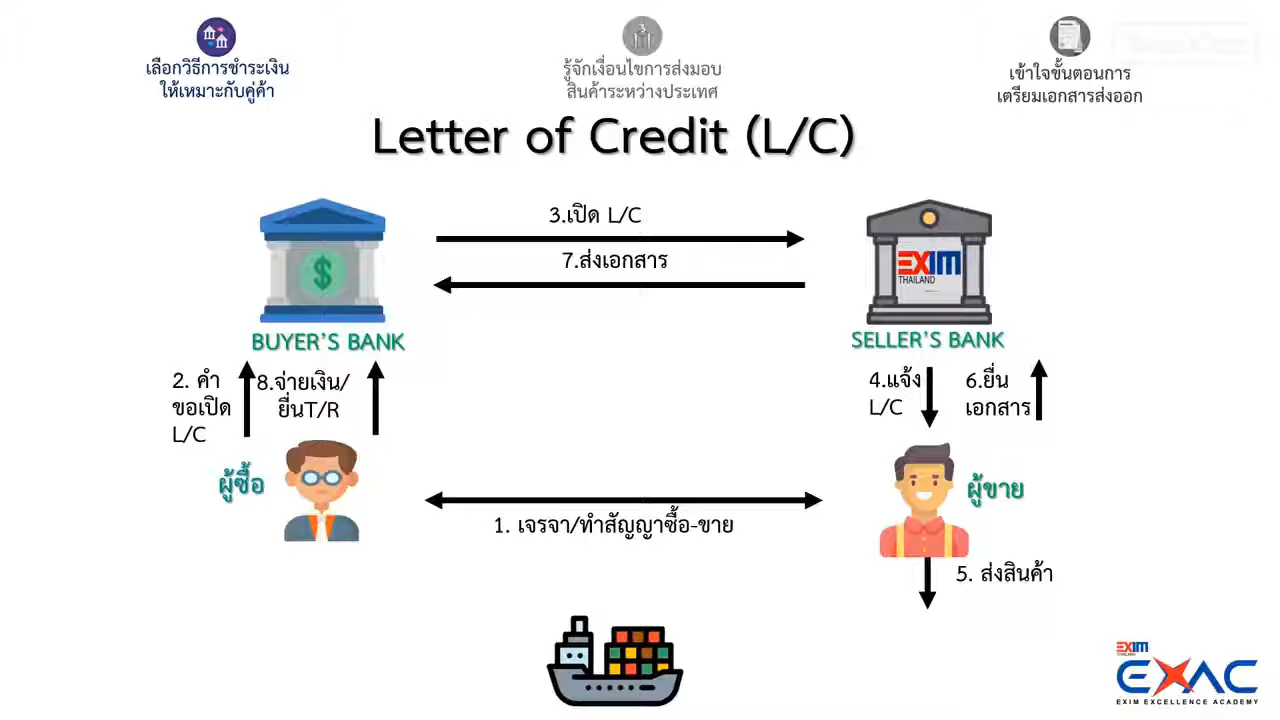 เลือกวิธีการชำระเงิน
ให้เหมาะกับคู่ค้า
รู้จักเงื่อนไขการส่งมอบ
สินค้าระหว่างประเทศ
เข้าใจขั้นตอนการ
เตรียมเอกสารส่งออก
Letter of Credit (L/C)
3.เปิด L/C
7.ส่งเอกสาร
$
EXIM
THAILAND
BUYER'S BANK
SELLER'S BANK
2. คำ
ขอเปิด
L/C
8.จ่ายเงิน/
ยื่นT/R
4.แจ้ง
L/C
6.ยื่น
เอกสาร
ผู้ซื้อ
ผู้ขาย
1. เจรจา/ทำสัญญาซื้อ-ขาย
5. ส่งสินค้า
EXIM
THAILAND
EXAC
EXIM EXCELLENCE ACADEMY